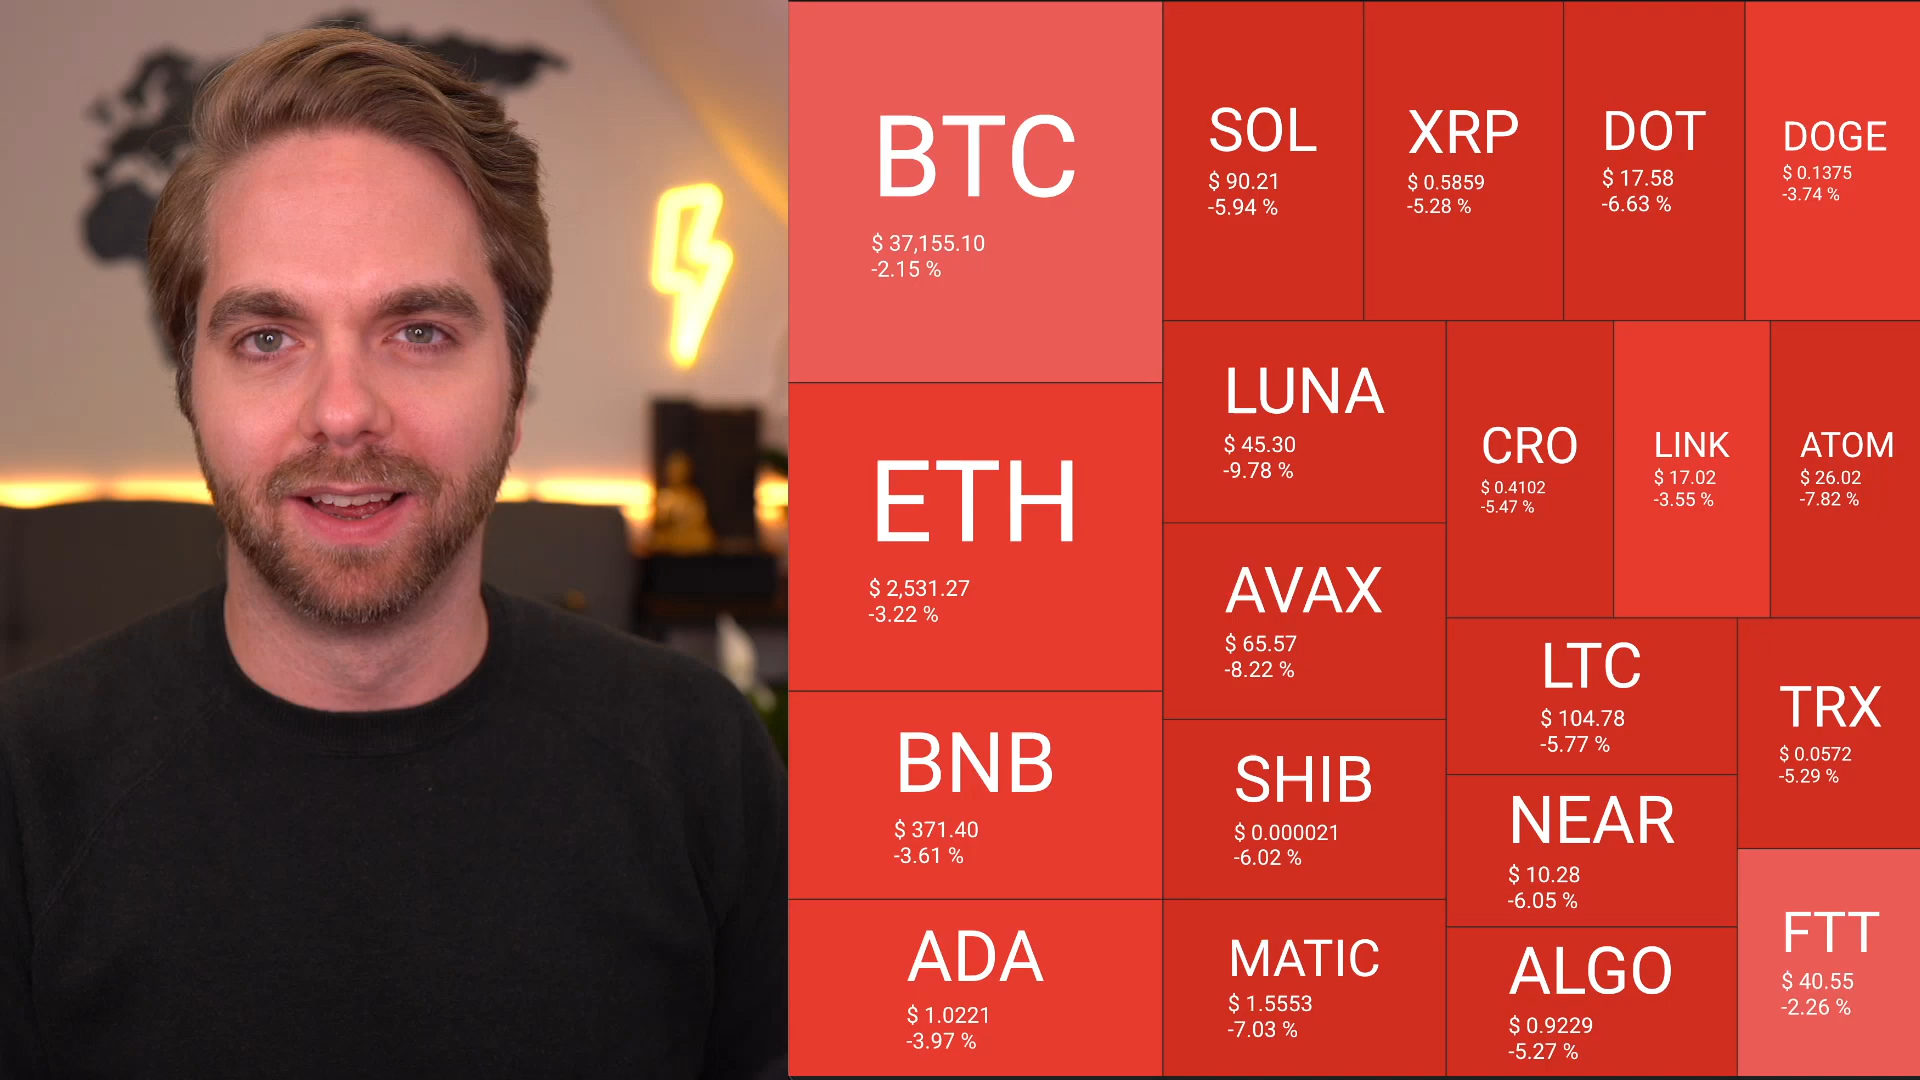 BTC
$ 37,155.10
-2.15 %
ETH
$ 2,531.27
-3.22 %
BNB
$ 371.40
-3.61 %
ADA
$ 1.0221
-3.97 %
SOL
$ 90.21
-5.94 %
XRP
$ 0.5859
-5.28 %
DOT
$ 17.58
-6.63 %
DOGE
$ 0.1375
-3.74 %
LUNA
$ 45.30
-9.78 %
AVAX
$ 65.57
-8.22 %
SHIB
$ 0.000021
-6.02 %
MATIC
$ 1.5553
-7.03 %
CRO
$ 0.4102
-5.47 %
LINK
$ 17.02
-3.55 %
ATOM
$ 26.02
-7.82 %
LTC
$ 104.78
-5.77 %
NEAR
$ 10.28
-6.05 %
ALGO
$ 0.9229
-5.27 %
TRX
$ 0.0572
-5.29 %
FTT
$ 40.55
-2.26 %